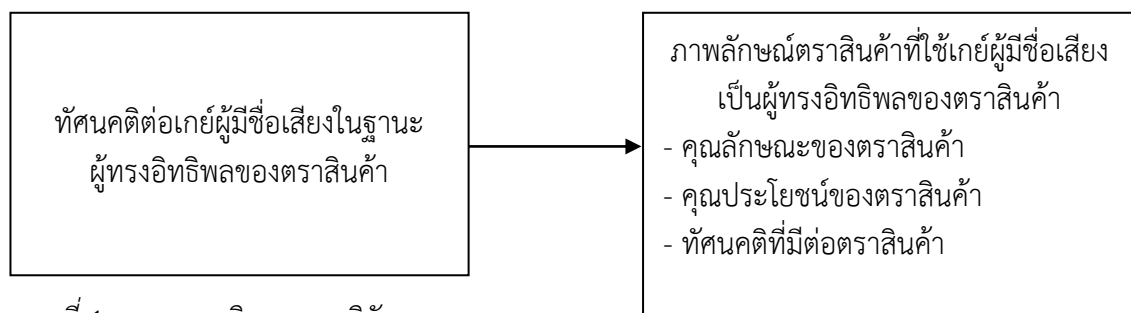 ทัศนคติต่อเกย์ผู้มีชื่อเสียงในฐานะ
ผู้ทรงอิทธิพลของตราสินค้า
ภาพลักษณ์ตราสินค้าที่ใช้เกย์ผู้มีชื่อเสียง
เป็นผู้ทรงอิทธิพลของตราสินค้า
- คุณลักษณะของตราสินค้า
- คุณประโยชน์ของตราสินค้า
- ทัศนคติที่มีต่อตราสินค้า